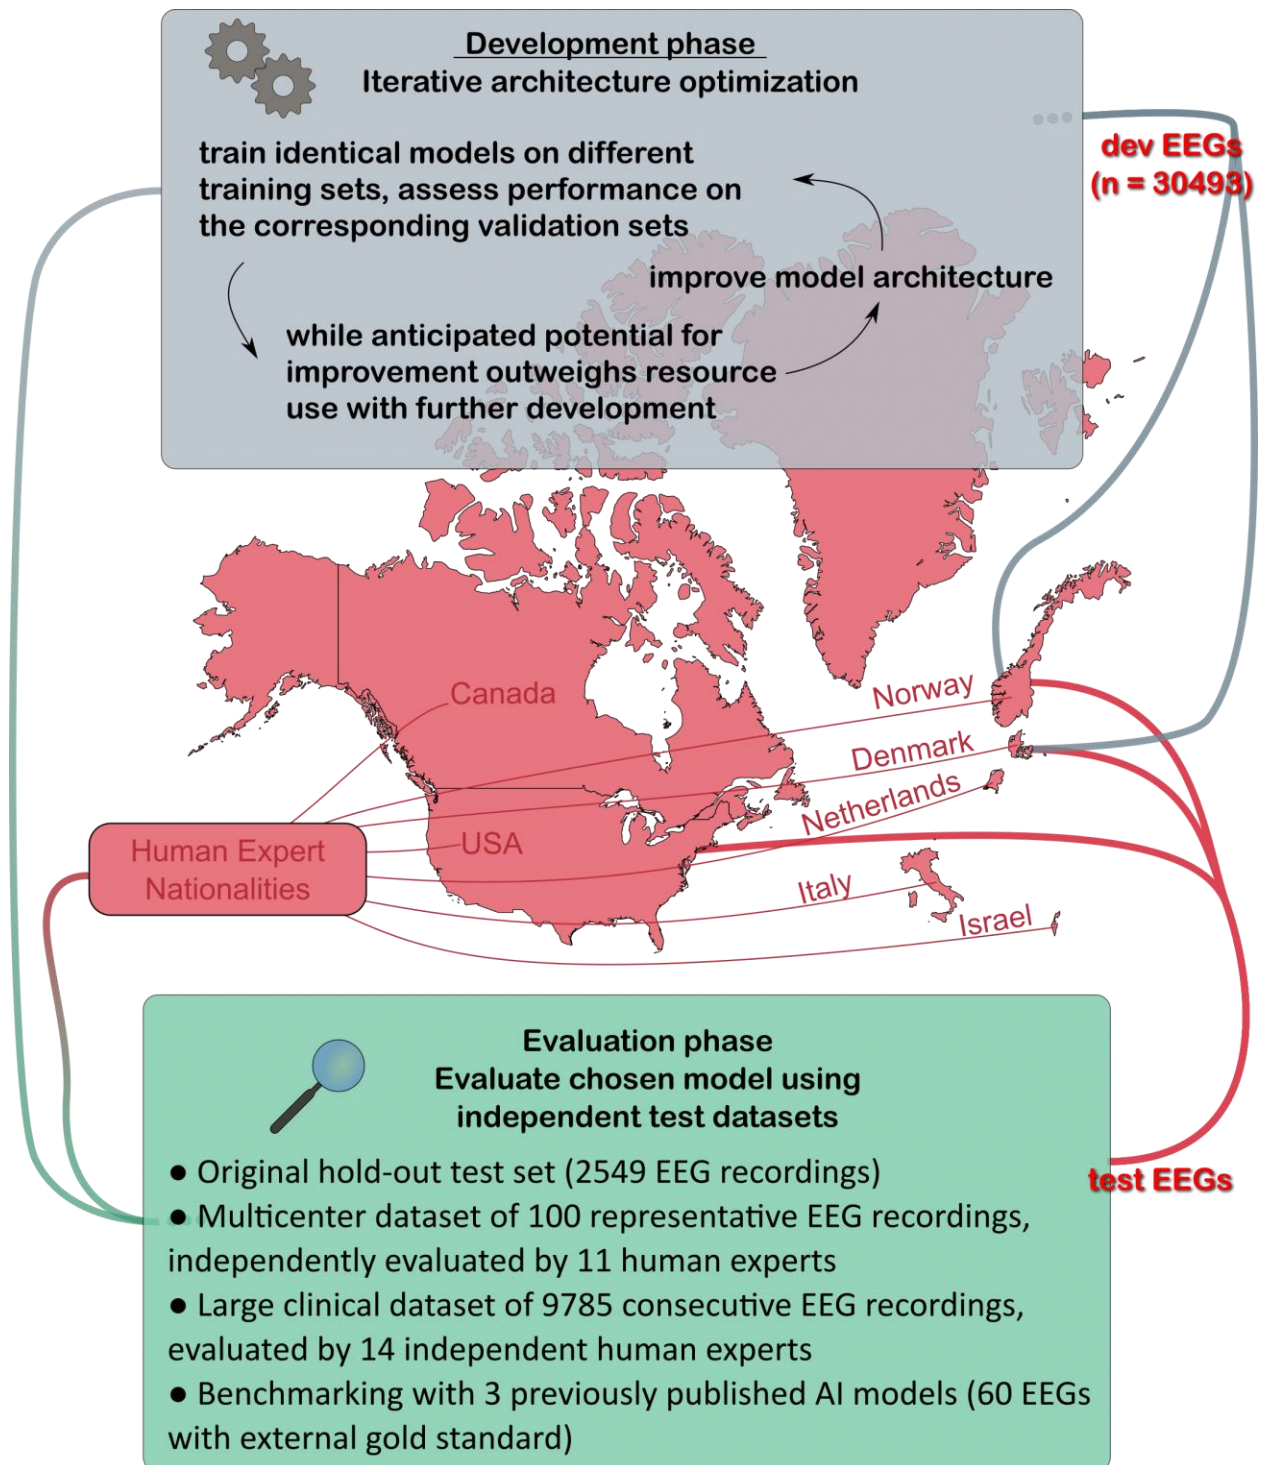 Development phase
Iterative architecture optimization
train identical models on different
training sets, assess performance on
the corresponding validation sets
improve model architecture
while anticipated potential for
improvement outweighs resource
use with further development
dev EEGs
(n = 30493)
Canada
Norway
Denmark
Netherlands
USA
Italy
Israel
Human Expert
Nationalities
Evaluation phase
Evaluate chosen model using
independent test datasets
● Original hold-out test set (2549 EEG recordings)
● Multicenter dataset of 100 representative EEG recordings,
independently evaluated by 11 human experts
● Large clinical dataset of 9785 consecutive EEG recordings,
evaluated by 14 independent human experts
● Benchmarking with 3 previously published AI models (60 EEGs
with external gold standard)
test EEGs